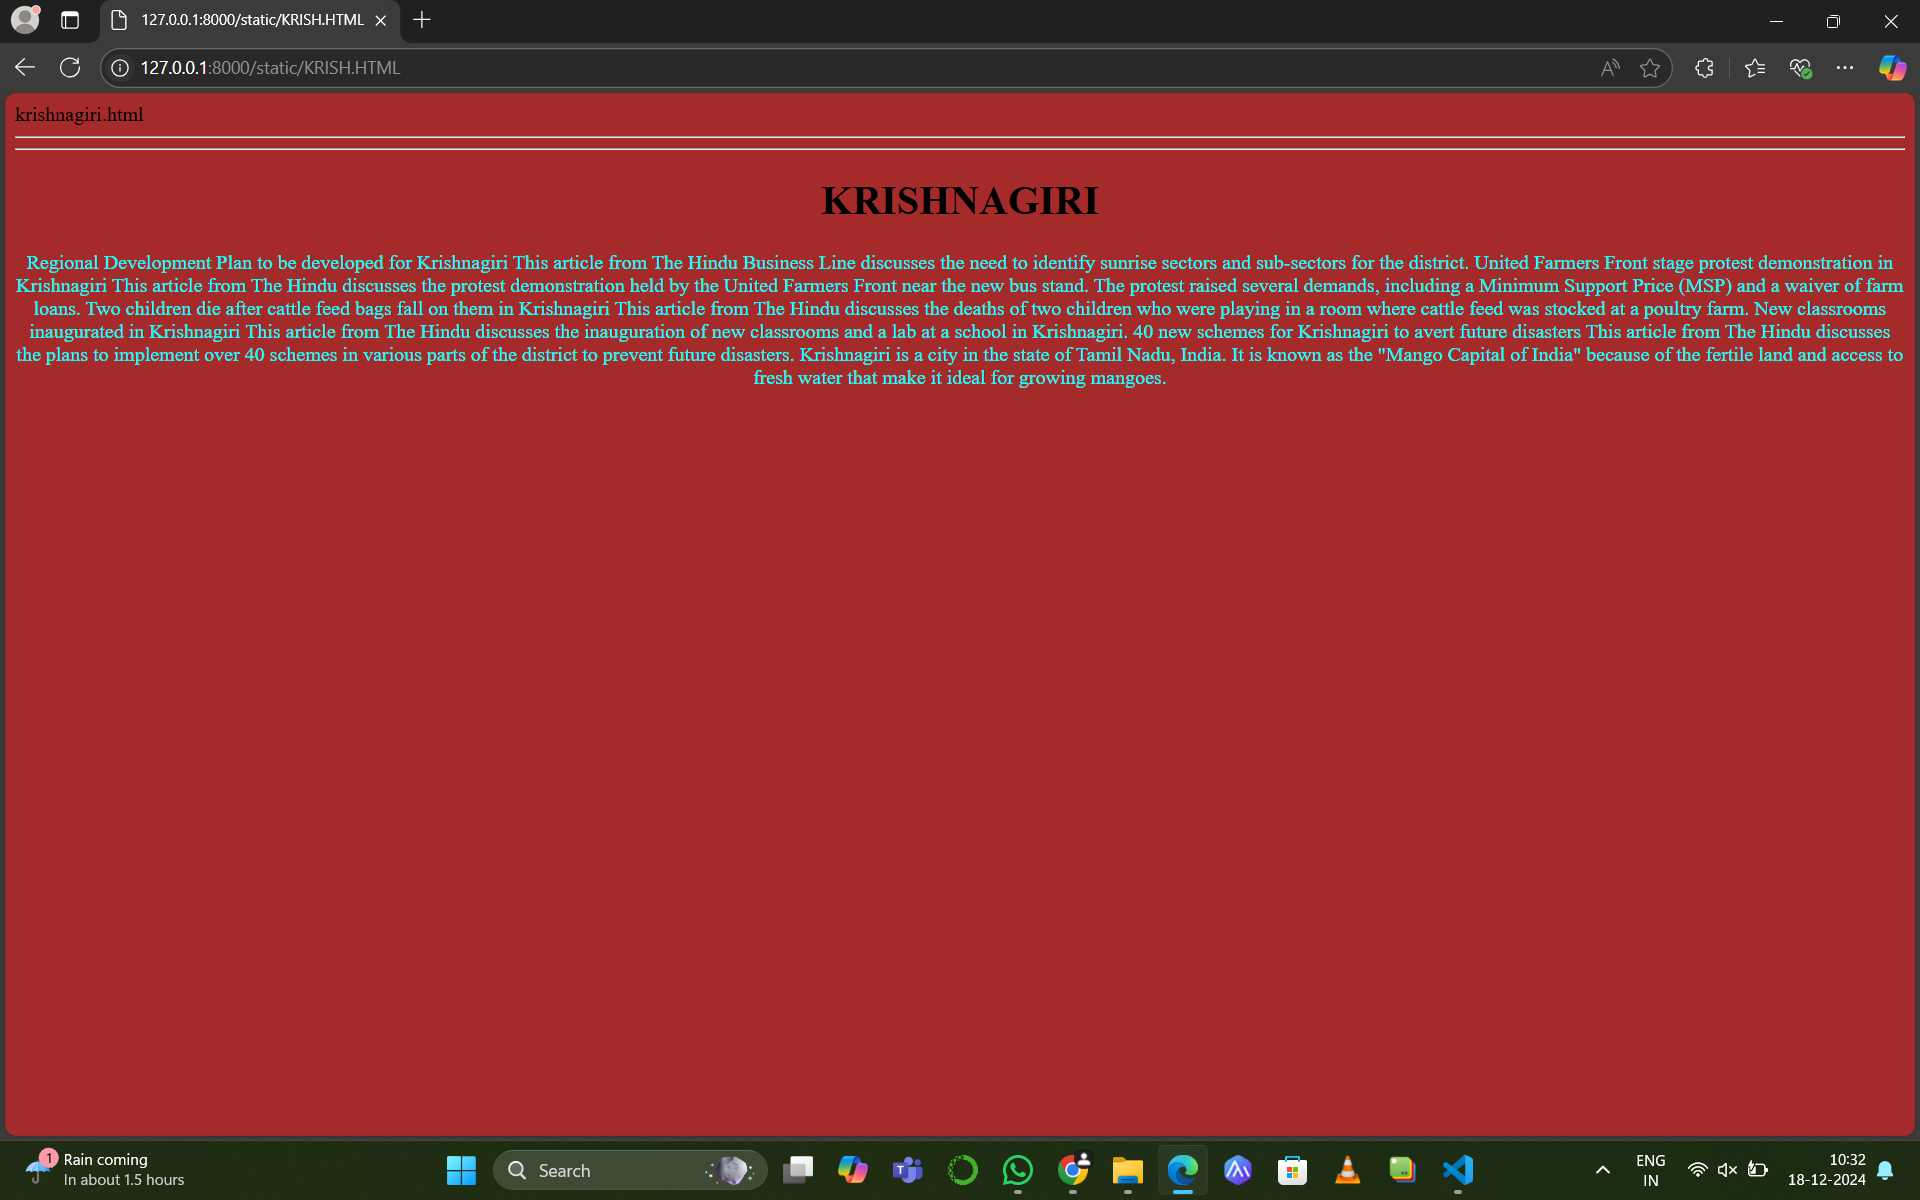 127.0.0.1:8000/static/KRISH.HTML
127.0.0.1:8000/static/KRISH.HTML
krishnagiri.html
KRISHNAGIRI
Regional Development Plan to be developed for Krishnagiri This article from The Hindu Business Line discusses the need to identify sunrise sectors and sub-sectors for the district. United Farmers Front stage protest demonstration in
Krishnagiri This article from The Hindu discusses the protest demonstration held by the United Farmers Front near the new bus stand. The protest raised several demands, including a Minimum Support Price (MSP) and a waiver of farm
loans. Two children die after cattle feed bags fall on them in Krishnagiri This article from The Hindu discusses the deaths of two children who were playing in a room where cattle feed was stocked at a poultry farm. New classrooms
inaugurated in Krishnagiri This article from The Hindu discusses the inauguration of new classrooms and a lab at a school in Krishnagiri. 40 new schemes for Krishnagiri to avert future disasters This article from The Hindu discusses
the plans to implement over 40 schemes in various parts of the district to prevent future disasters. Krishnagiri is a city in the state of Tamil Nadu, India. It is known as the "Mango Capital of India" because of the fertile land and access to
fresh water that make it ideal for growing mangoes.
1
Rain coming
In about 1.5 hours
Search
ENG
IN
10:32
18-12-2024